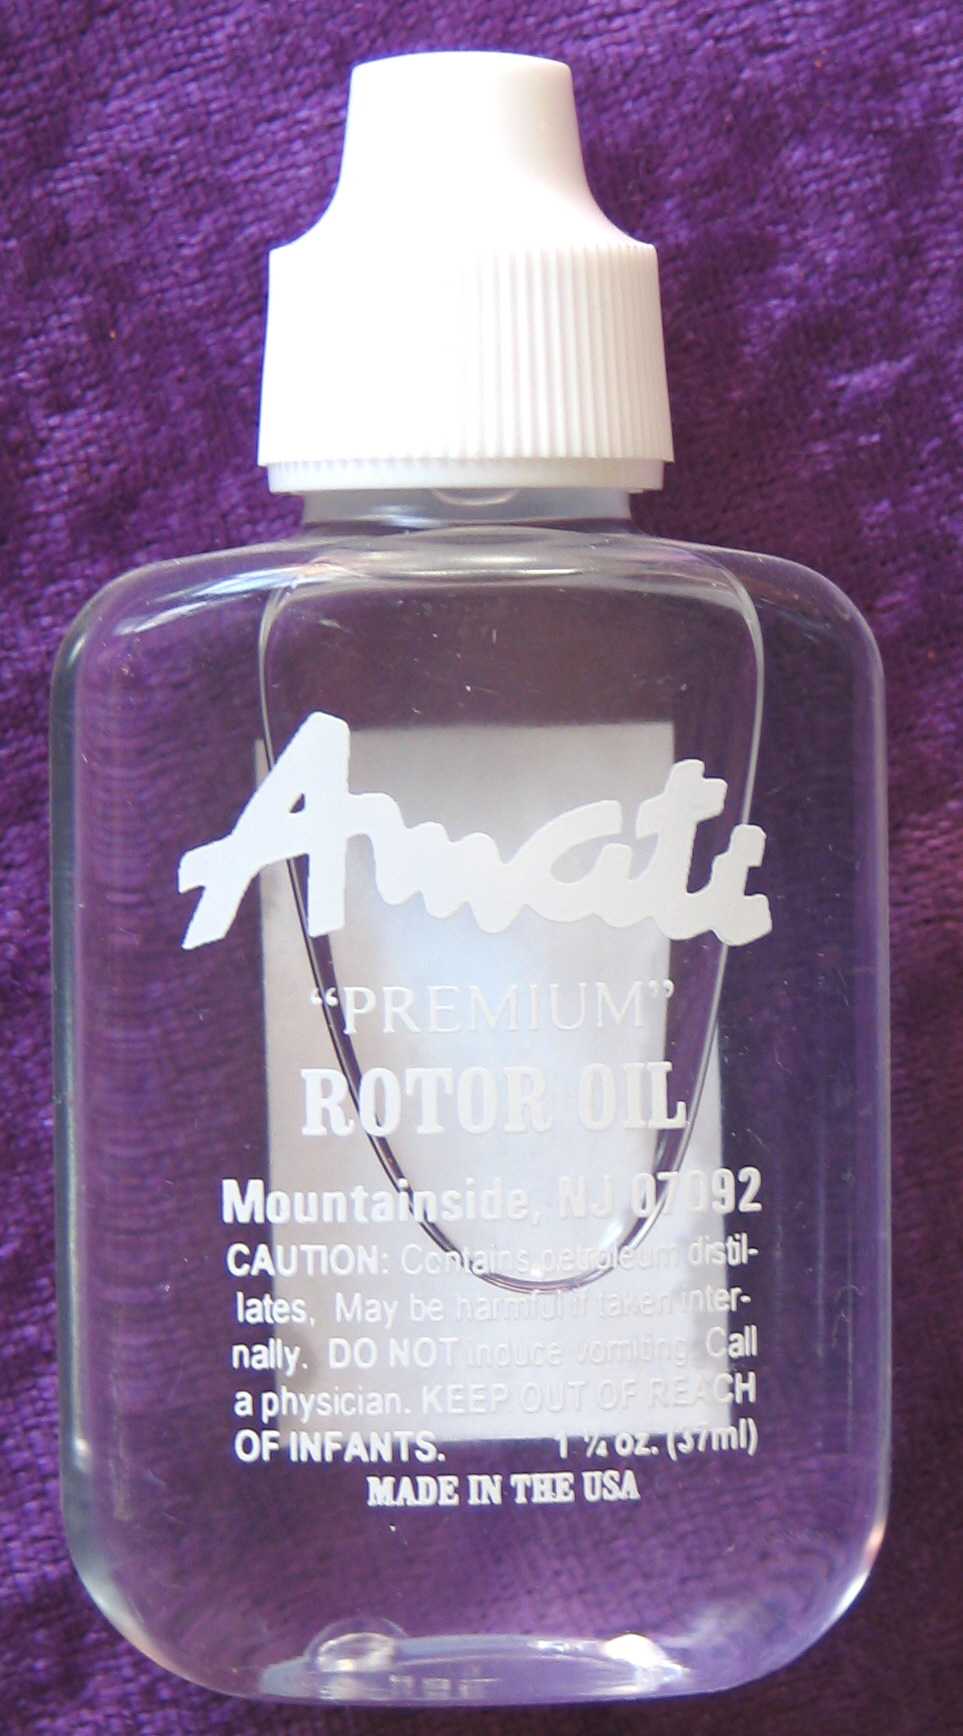 Amati
“PREMIUM”
ROTOR OIL
Mountainside, NJ 07092
CAUTION: Contains petroleum distil-
lates, May be harmful if taken inter-
nally. DO NOT induce vomiting. Call
a physician. KEEP OUT OF REACH
OF INFANTS. 1 ¼ oz. (37ml)
MADE IN THE USA